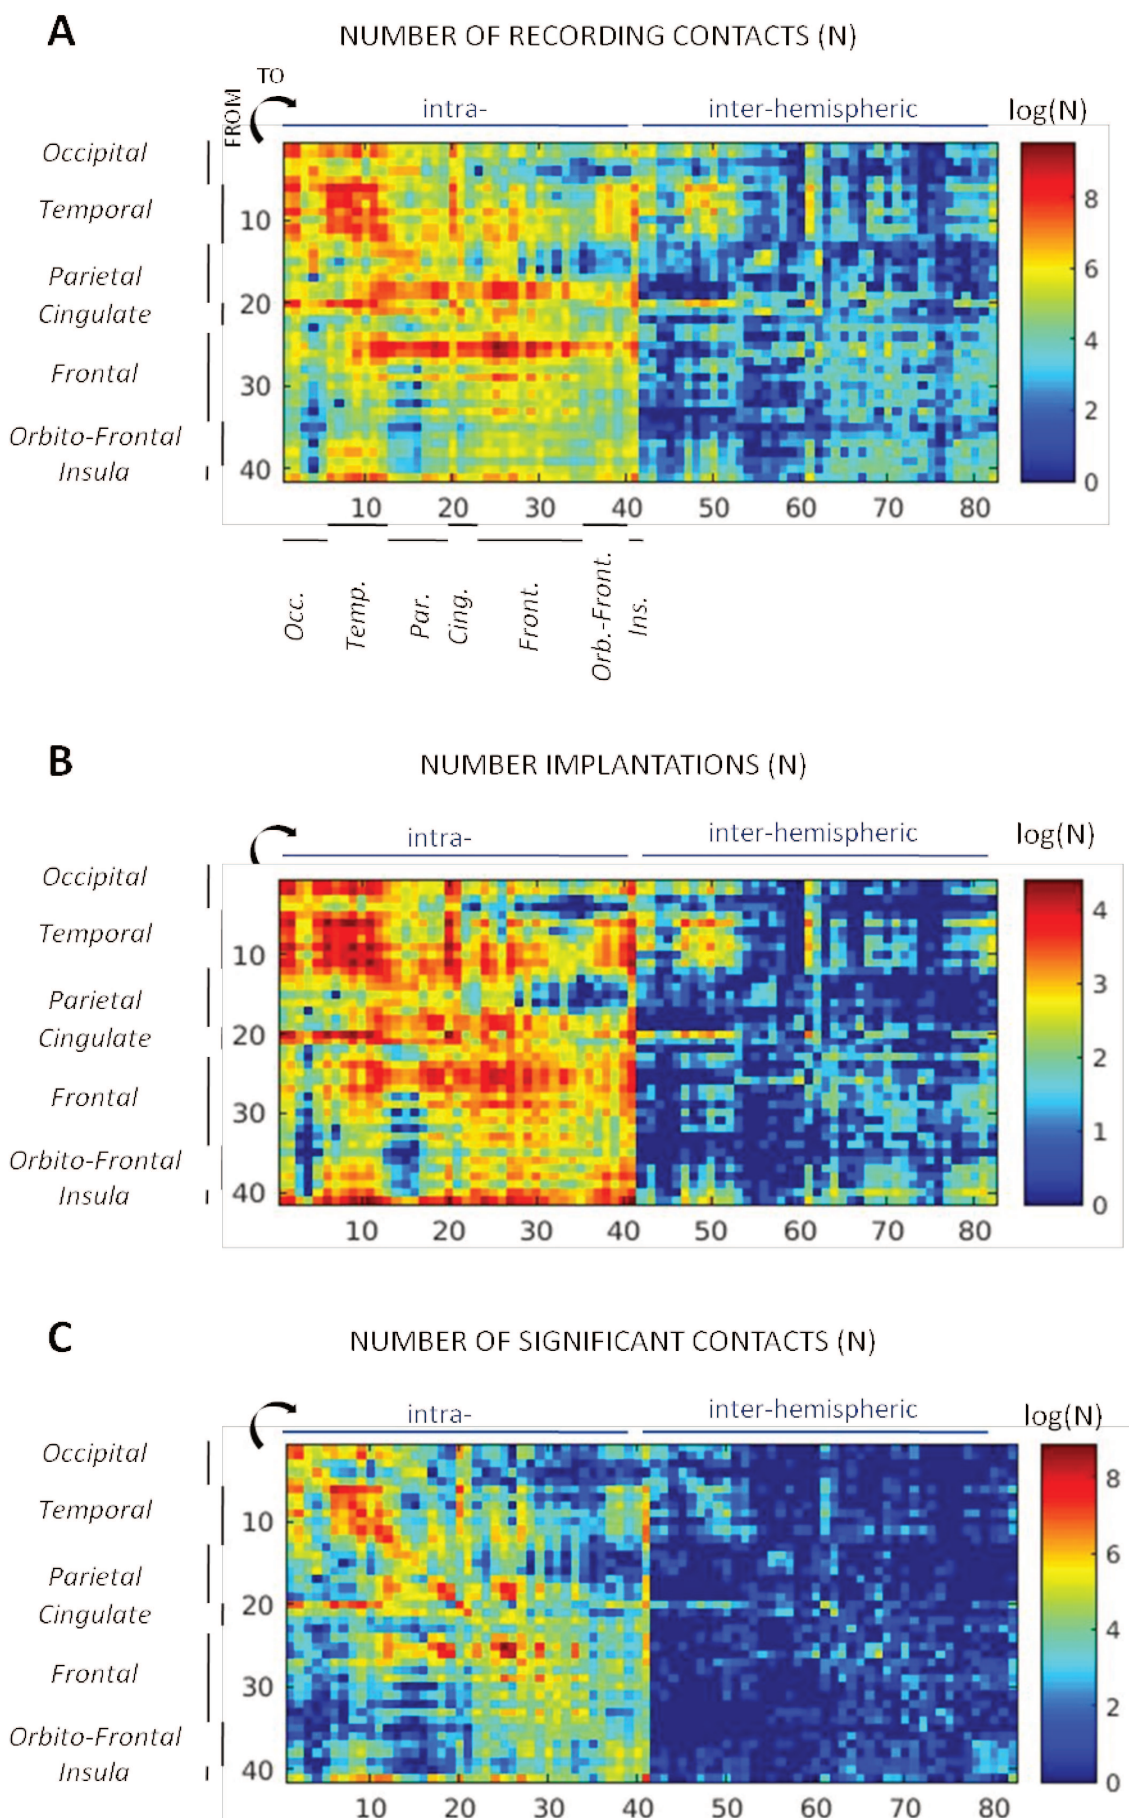 A
NUMBER OF RECORDING CONTACTS (N)
TO
FROM
intra-
inter-hemispheric
log(N)
Occipital
Temporal
Parietal
Cingulate
Frontal
Orbito-Frontal
Insula
10
20
30
40
10 20 30 40 50 60 70 80
8
6
4
2
0
Occ.
Temp.
Par.
Cing.
Front.
Orb.-Front.
Ins.
B
NUMBER IMPLANTATIONS (N)
intra-
inter-hemispheric
log(N)
Occipital
Temporal
Parietal
Cingulate
Frontal
Orbito-Frontal
Insula
10
20
30
40
10 20 30 40 50 60 70 80
4
3
2
1
0
C
NUMBER OF SIGNIFICANT CONTACTS (N)
intra-
inter-hemispheric
log(N)
Occipital
Temporal
Parietal
Cingulate
Frontal
Orbito-Frontal
Insula
10
20
30
40
10 20 30 40 50 60 70 80
8
6
4
2
0